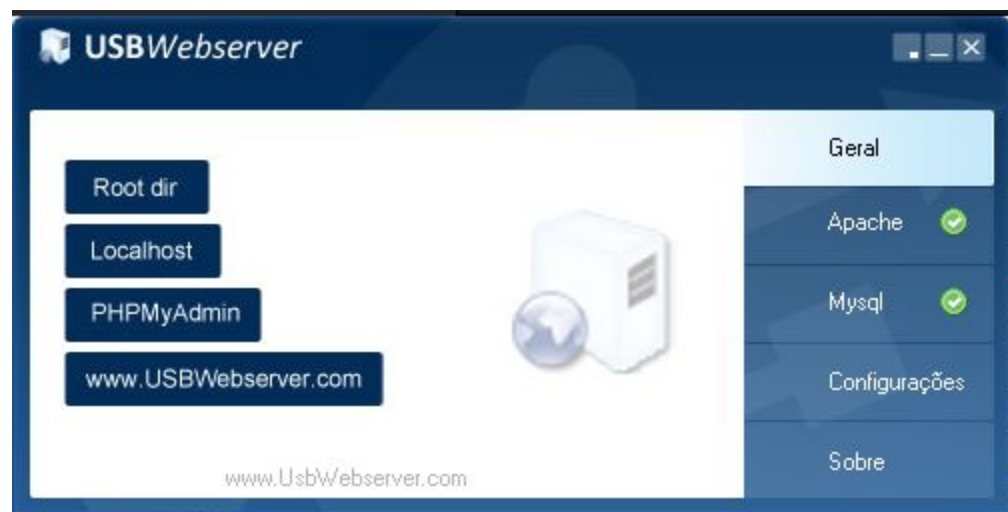 USBWebserver
Root dir
Localhost
PHPMyAdmin
www.USBWebserver.com
www.UsbWebserver.com
Geral
Apache
Mysql
Configurações
Sobre